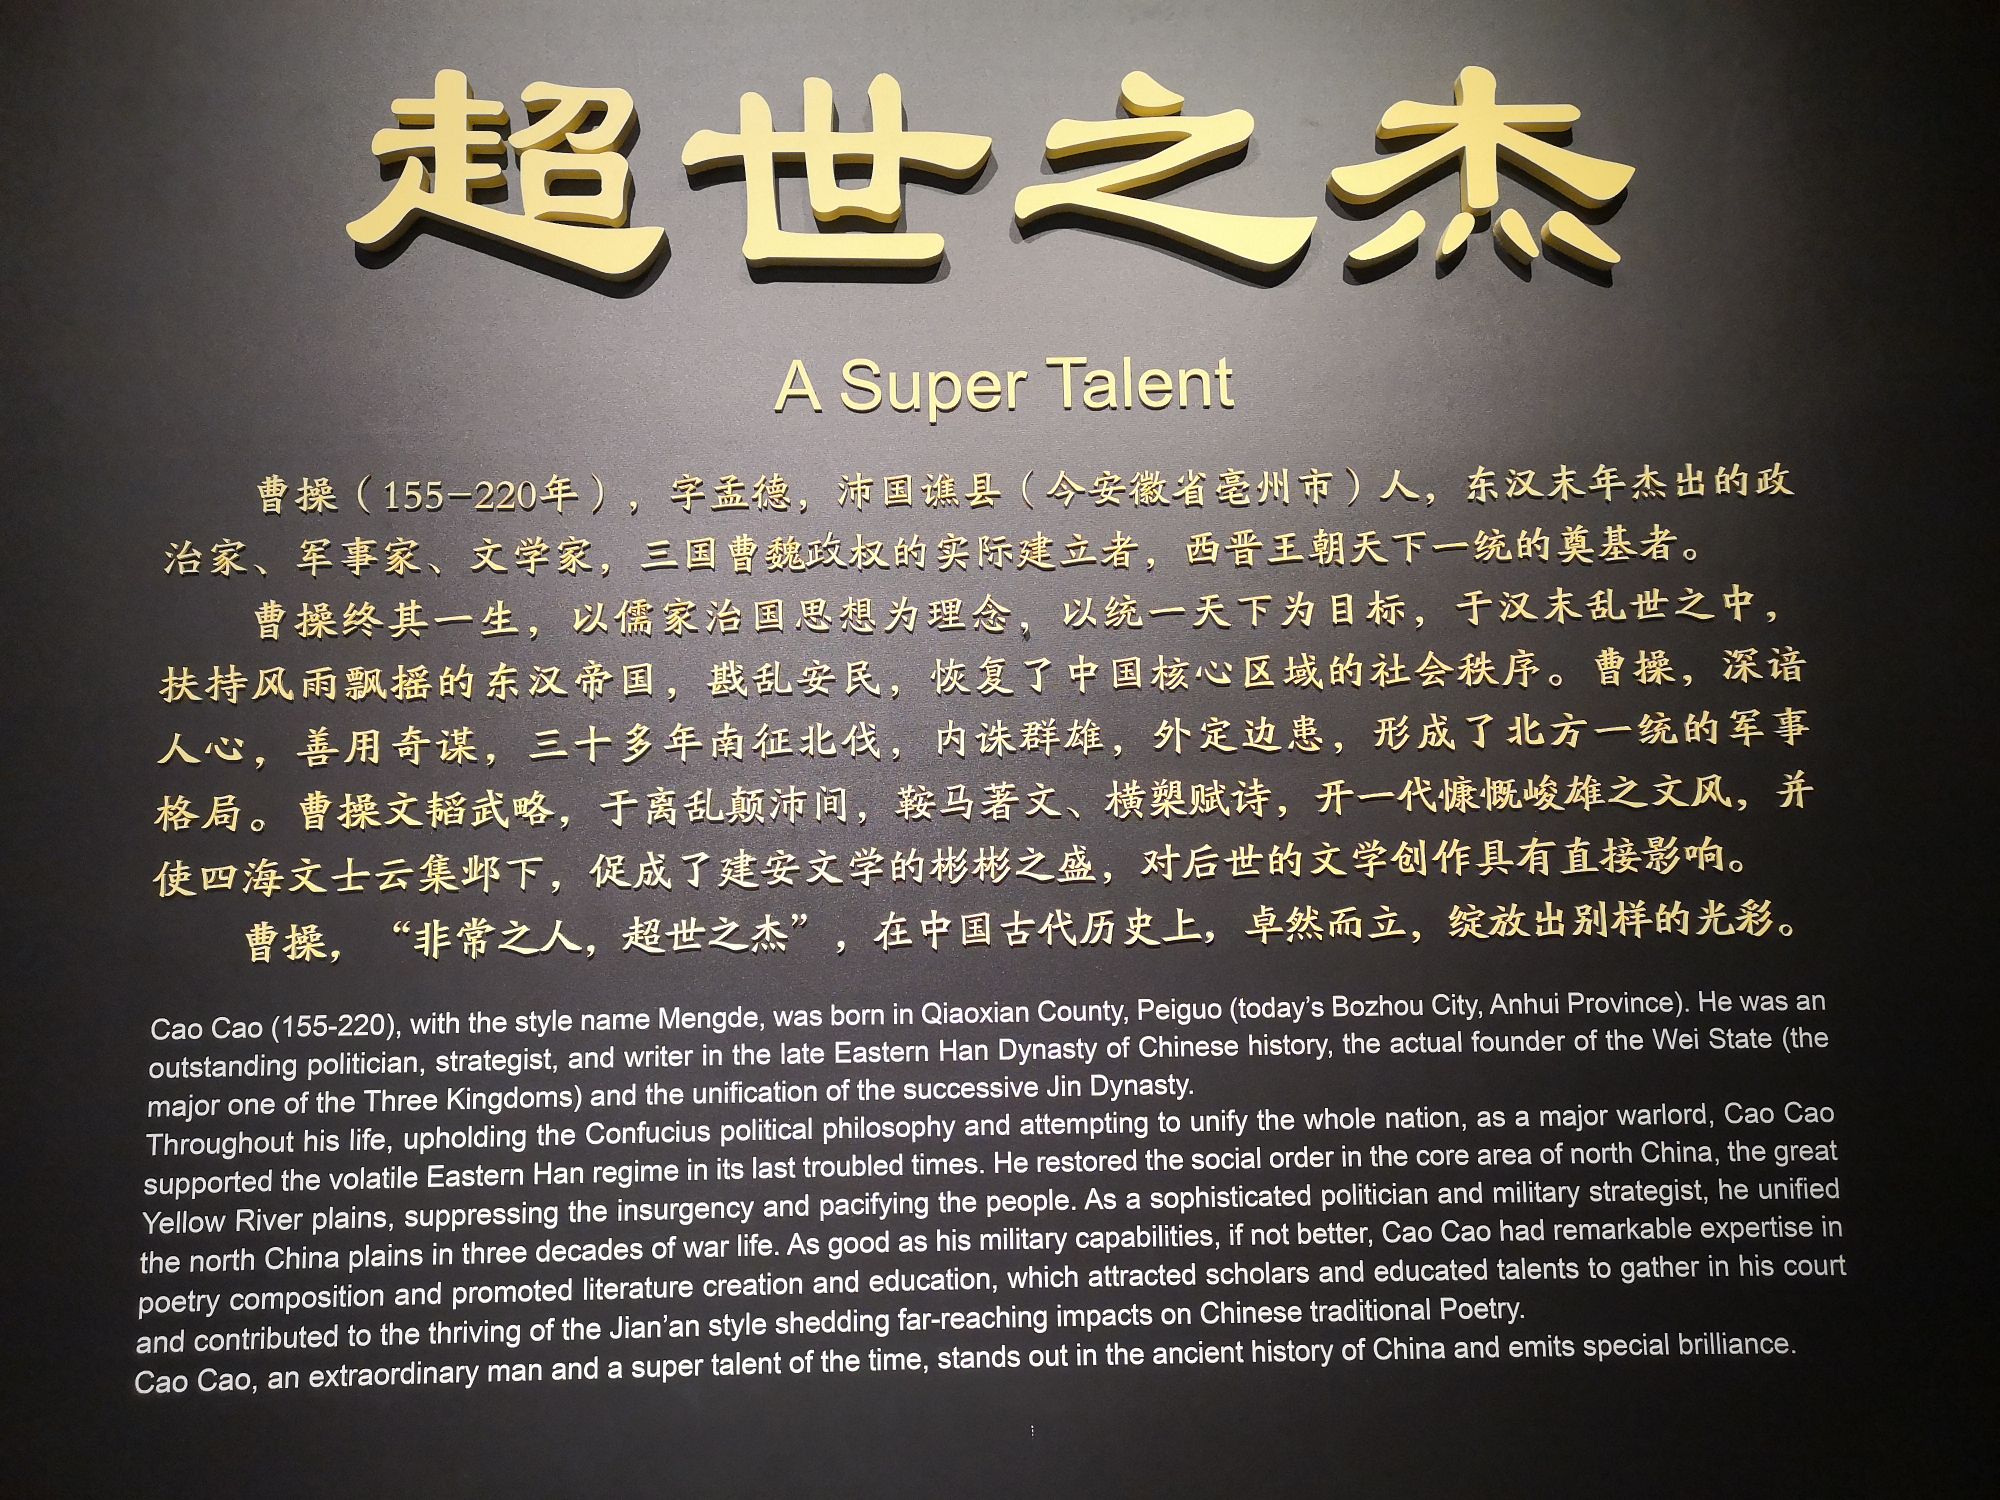 超世之杰
A Super Talent
曹操（155-220年），字孟德，沛国谯县（今安徽省亳州市）人，东汉末年杰出的政
治家、军事家、文学家，三国曹魏政权的实际建立者，西晋王朝天下一统的奠基者。
曹操终其一生，以儒家治国思想为理念，以统一天下为目标，于汉末乱世之中，
扶持风雨飘摇的东汉帝国，戡乱安民，恢复了中国核心区域的社会秩序。曹操，深谙
人心，善用奇谋，三十多年南征北伐，内诛群雄，外定边患，形成了北方一统的军事
格局。曹操文韬武略，于离乱颠沛间，鞍马著文、横槊赋诗，开一代慷慨峻雄之文风，并
使四海文士云集邺下，促成了建安文学的彬彬之盛，对后世的文学创作具有直接影响。
曹操，“非常之人，超世之杰”，在中国古代历史上，卓然而立，绽放出别样的光彩。
Cao Cao (155-220), with the style name Mengde, was born in Qiaoxian County, Peiguo (today's Bozhou City, Anhui Province). He was an
outstanding politician, strategist, and writer in the late Eastern Han Dynasty of Chinese history, the actual founder of the Wei State (the
major one of the Three Kingdoms) and the unification of the successive Jin Dynasty.
Throughout his life, upholding the Confucius political philosophy and attempting to unify the whole nation, as a major warlord, Cao Cao
supported the volatile Eastern Han regime in its last troubled times. He restored the social order in the core area of north China, the great
Yellow River plains, suppressing the insurgency and pacifying the people. As a sophisticated politician and military strategist, he unified
the north China plains in three decades of war life. As good as his military capabilities, if not better, Cao Cao had remarkable expertise in
poetry composition and promoted literature creation and education, which attracted scholars and educated talents to gather in his court
and contributed to the thriving of the Jian'an style shedding far-reaching impacts on Chinese traditional Poetry.
Cao Cao, an extraordinary man and a super talent of the time, stands out in the ancient history of China and emits special brilliance.